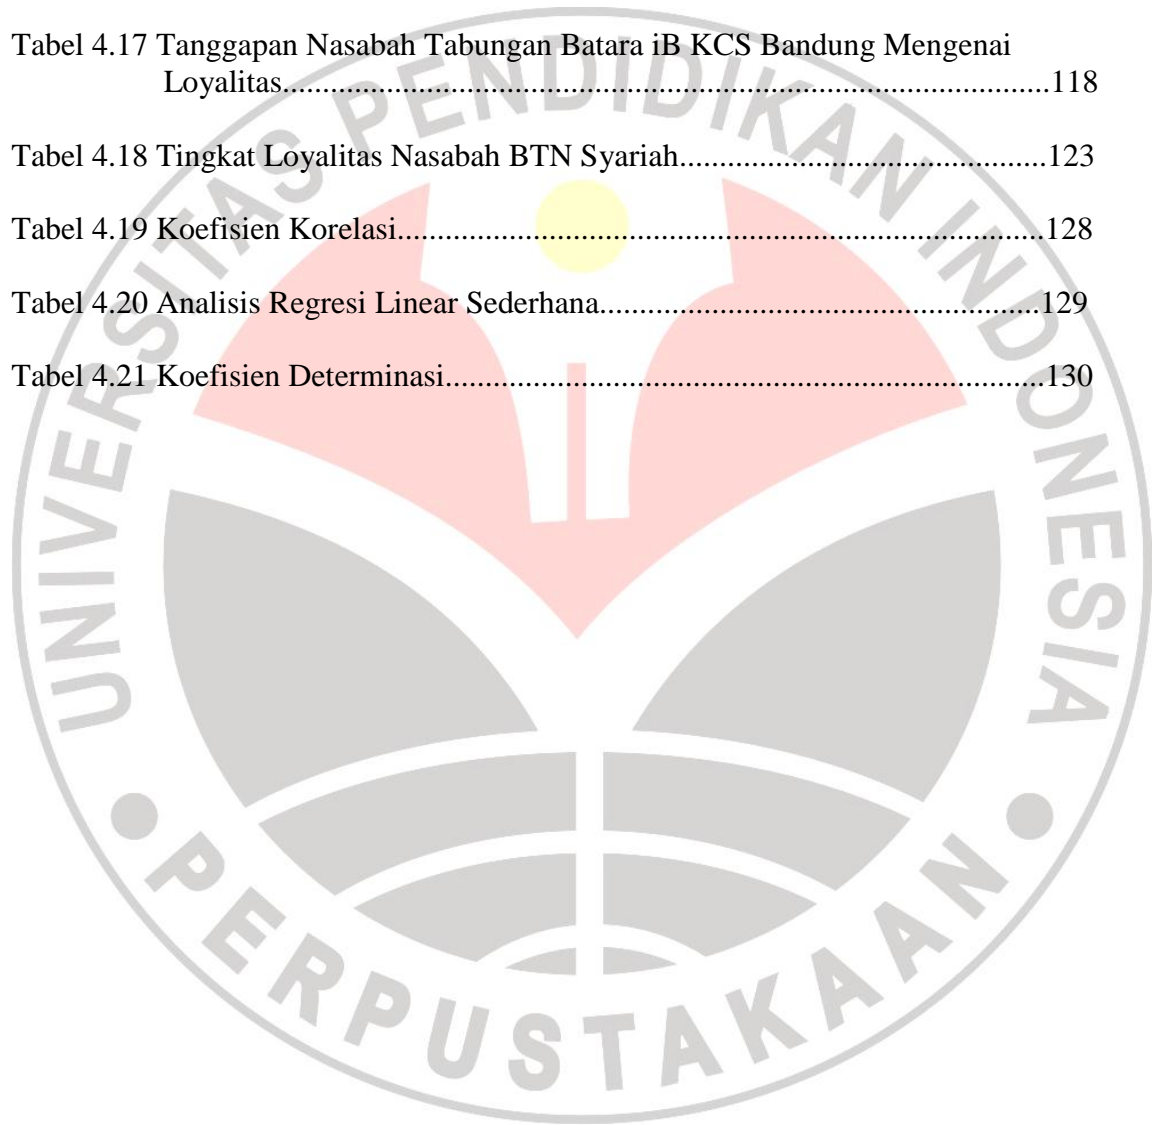 Tabel 4.17 Tanggapan Nasabah Tabungan Batara iB KCS Bandung Mengenai
Loyalitas.....................................................................................................118
Tabel 4.18 Tingkat Loyalitas Nasabah BTN Syariah................................................123
Tabel 4.19 Koefisien Korelasi.....................................................................................128
Tabel 4.20 Analisis Regresi Linear Sederhana..........................................................129
Tabel 4.21 Koefisien Determinasi...............................................................................130
UNIVERSITAS PENDIDIKAN INDONESIA
PERPUSTAKAAN